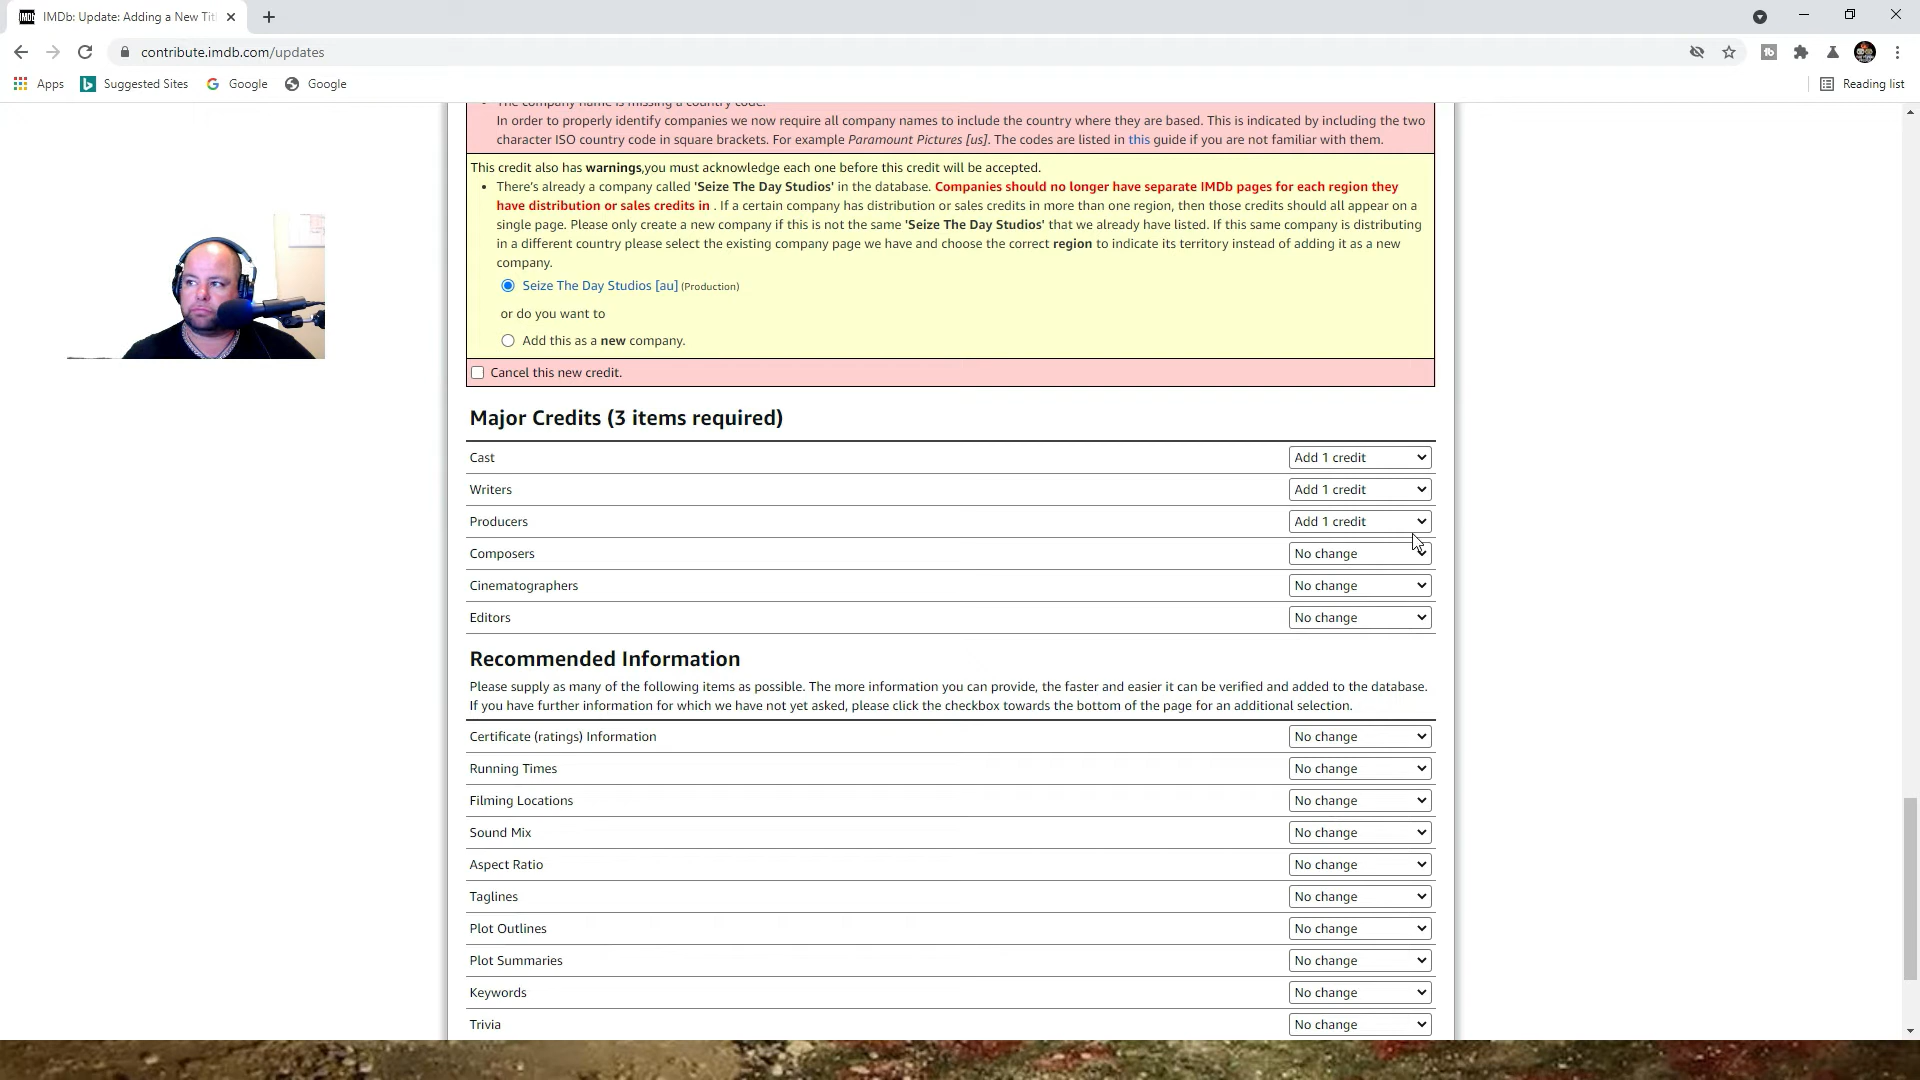 IMDb: Update: Adding a New Titl
contribute.imdb.com/updates
Apps Suggested Sites Google Google Reading list
The company name is missing a country code.
In order to properly identify companies we now require all company names to include the country where they are based. This is indicated by including the two
character ISO country code in square brackets. For example Paramount Pictures [us]. The codes are listed in this guide if you are not familiar with them.
This credit also has warnings,you must acknowledge each one before this credit will be accepted.
There's already a company called 'Seize The Day Studios' in the database. Companies should no longer have separate IMDb pages for each region they
have distribution or sales credits in . If a certain company has distribution or sales credits in more than one region, then those credits should all appear on a
single page. Please only create a new company if this is not the same 'Seize The Day Studios' that we already have listed. If this same company is distributing
in a different country please select the existing company page we have and choose the correct region to indicate its territory instead of adding it as a new
company.
Seize The Day Studios [au] (Production)
or do you want to
Add this as a new company.
Cancel this new credit.
Major Credits (3 items required)
Cast Add 1 credit
Writers Add 1 credit
Producers Add 1 credit
Composers No change
Cinematographers No change
Editors No change
Recommended Information
Please supply as many of the following items as possible. The more information you can provide, the faster and easier it can be verified and added to the database.
If you have further information for which we have not yet asked, please click the checkbox towards the bottom of the page for an additional selection.
Certificate (ratings) Information No change
Running Times No change
Filming Locations No change
Sound Mix No change
Aspect Ratio No change
Taglines No change
Plot Outlines No change
Plot Summaries No change
Keywords No change
Trivia No change